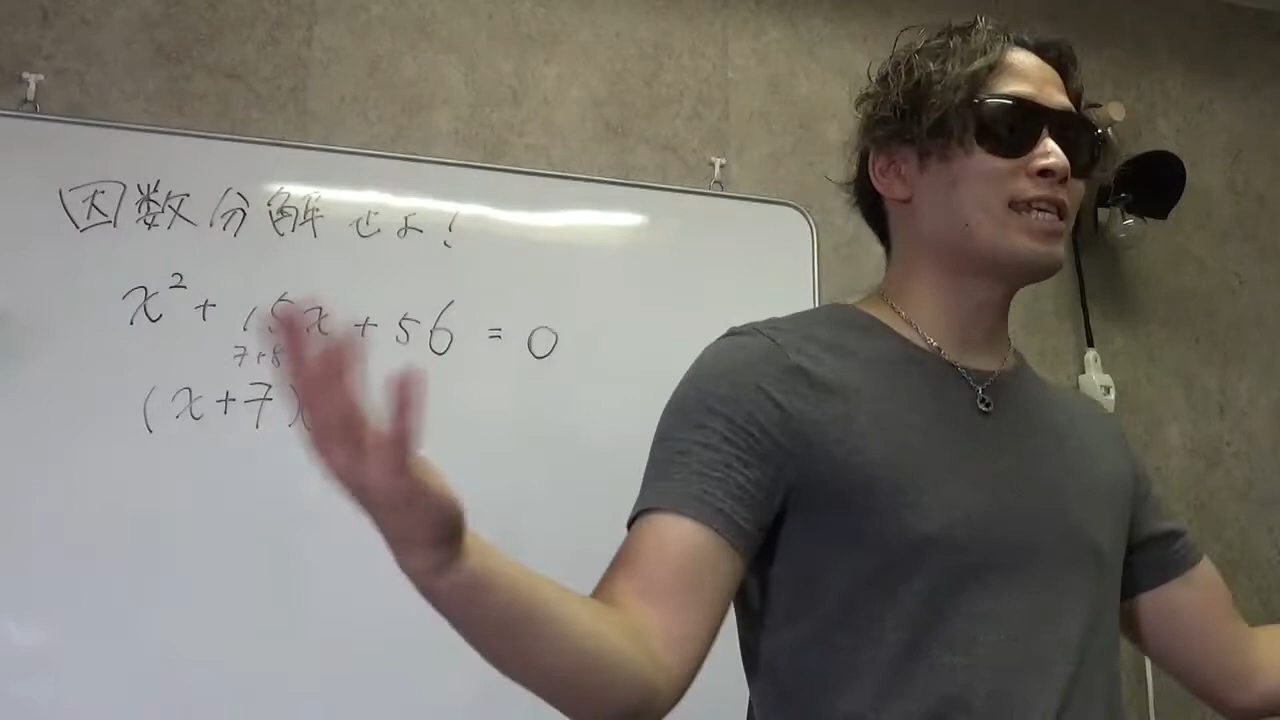 因数分解せよ!
x² + 15x + 56 = 0
7+8
(x+7)(